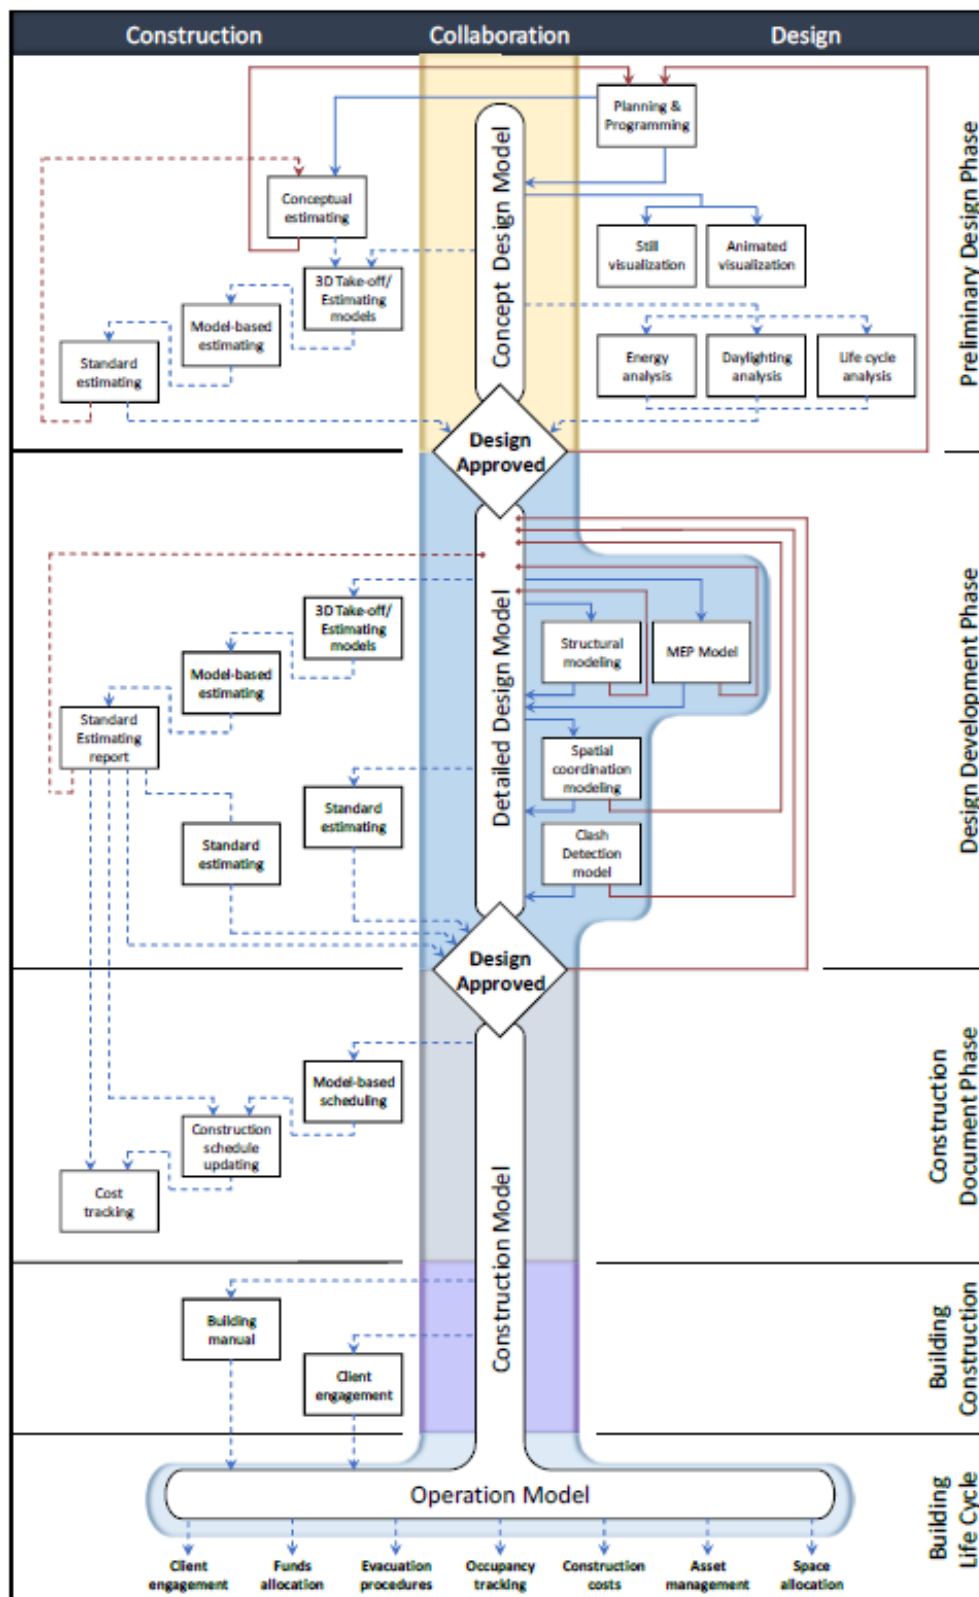 Construction
Collaboration
Design
Planning &
Programming
Conceptual
estimating
Still
visualization
Animated
visualization
3D Take-off/
Estimating
models
Model-based
estimating
Standard
estimating
Energy
analysis
Daylighting
analysis
Life cycle
analysis
Concept Design Model
Preliminary Design Phase
Design
Approved
3D Take-off/
Estimating
models
Structural
modeling
MEP Model
Model-based
estimating
Standard
Estimating
report
Spatial
coordination
modeling
Standard
estimating
Standard
estimating
Clash
Detection
model
Detailed Design Model
Design Development Phase
Design
Approved
Model-based
scheduling
Construction
schedule
updating
Cost
tracking
Construction
Document Phase
Construction Model
Building
manual
Client
engagement
Building
Construction
Operation Model
Building
Life Cycle
Client
engagement
Funds
allocation
Evacuation
procedures
Occupancy
tracking
Construction
costs
Asset
management
Space
allocation